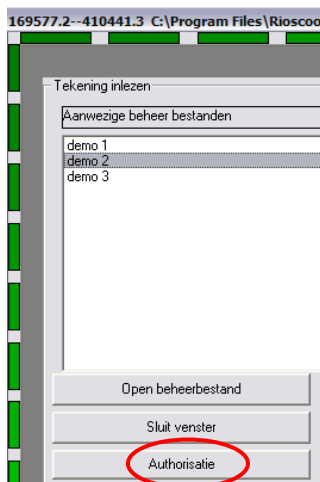 169577.2--410441.3 C:\Program Files\Rioscoo
Tekening inlezen
Aanwezige beheer bestanden
demo 1
demo 2
demo 3
Open beheerbestand
Sluit venster
Authorisatie